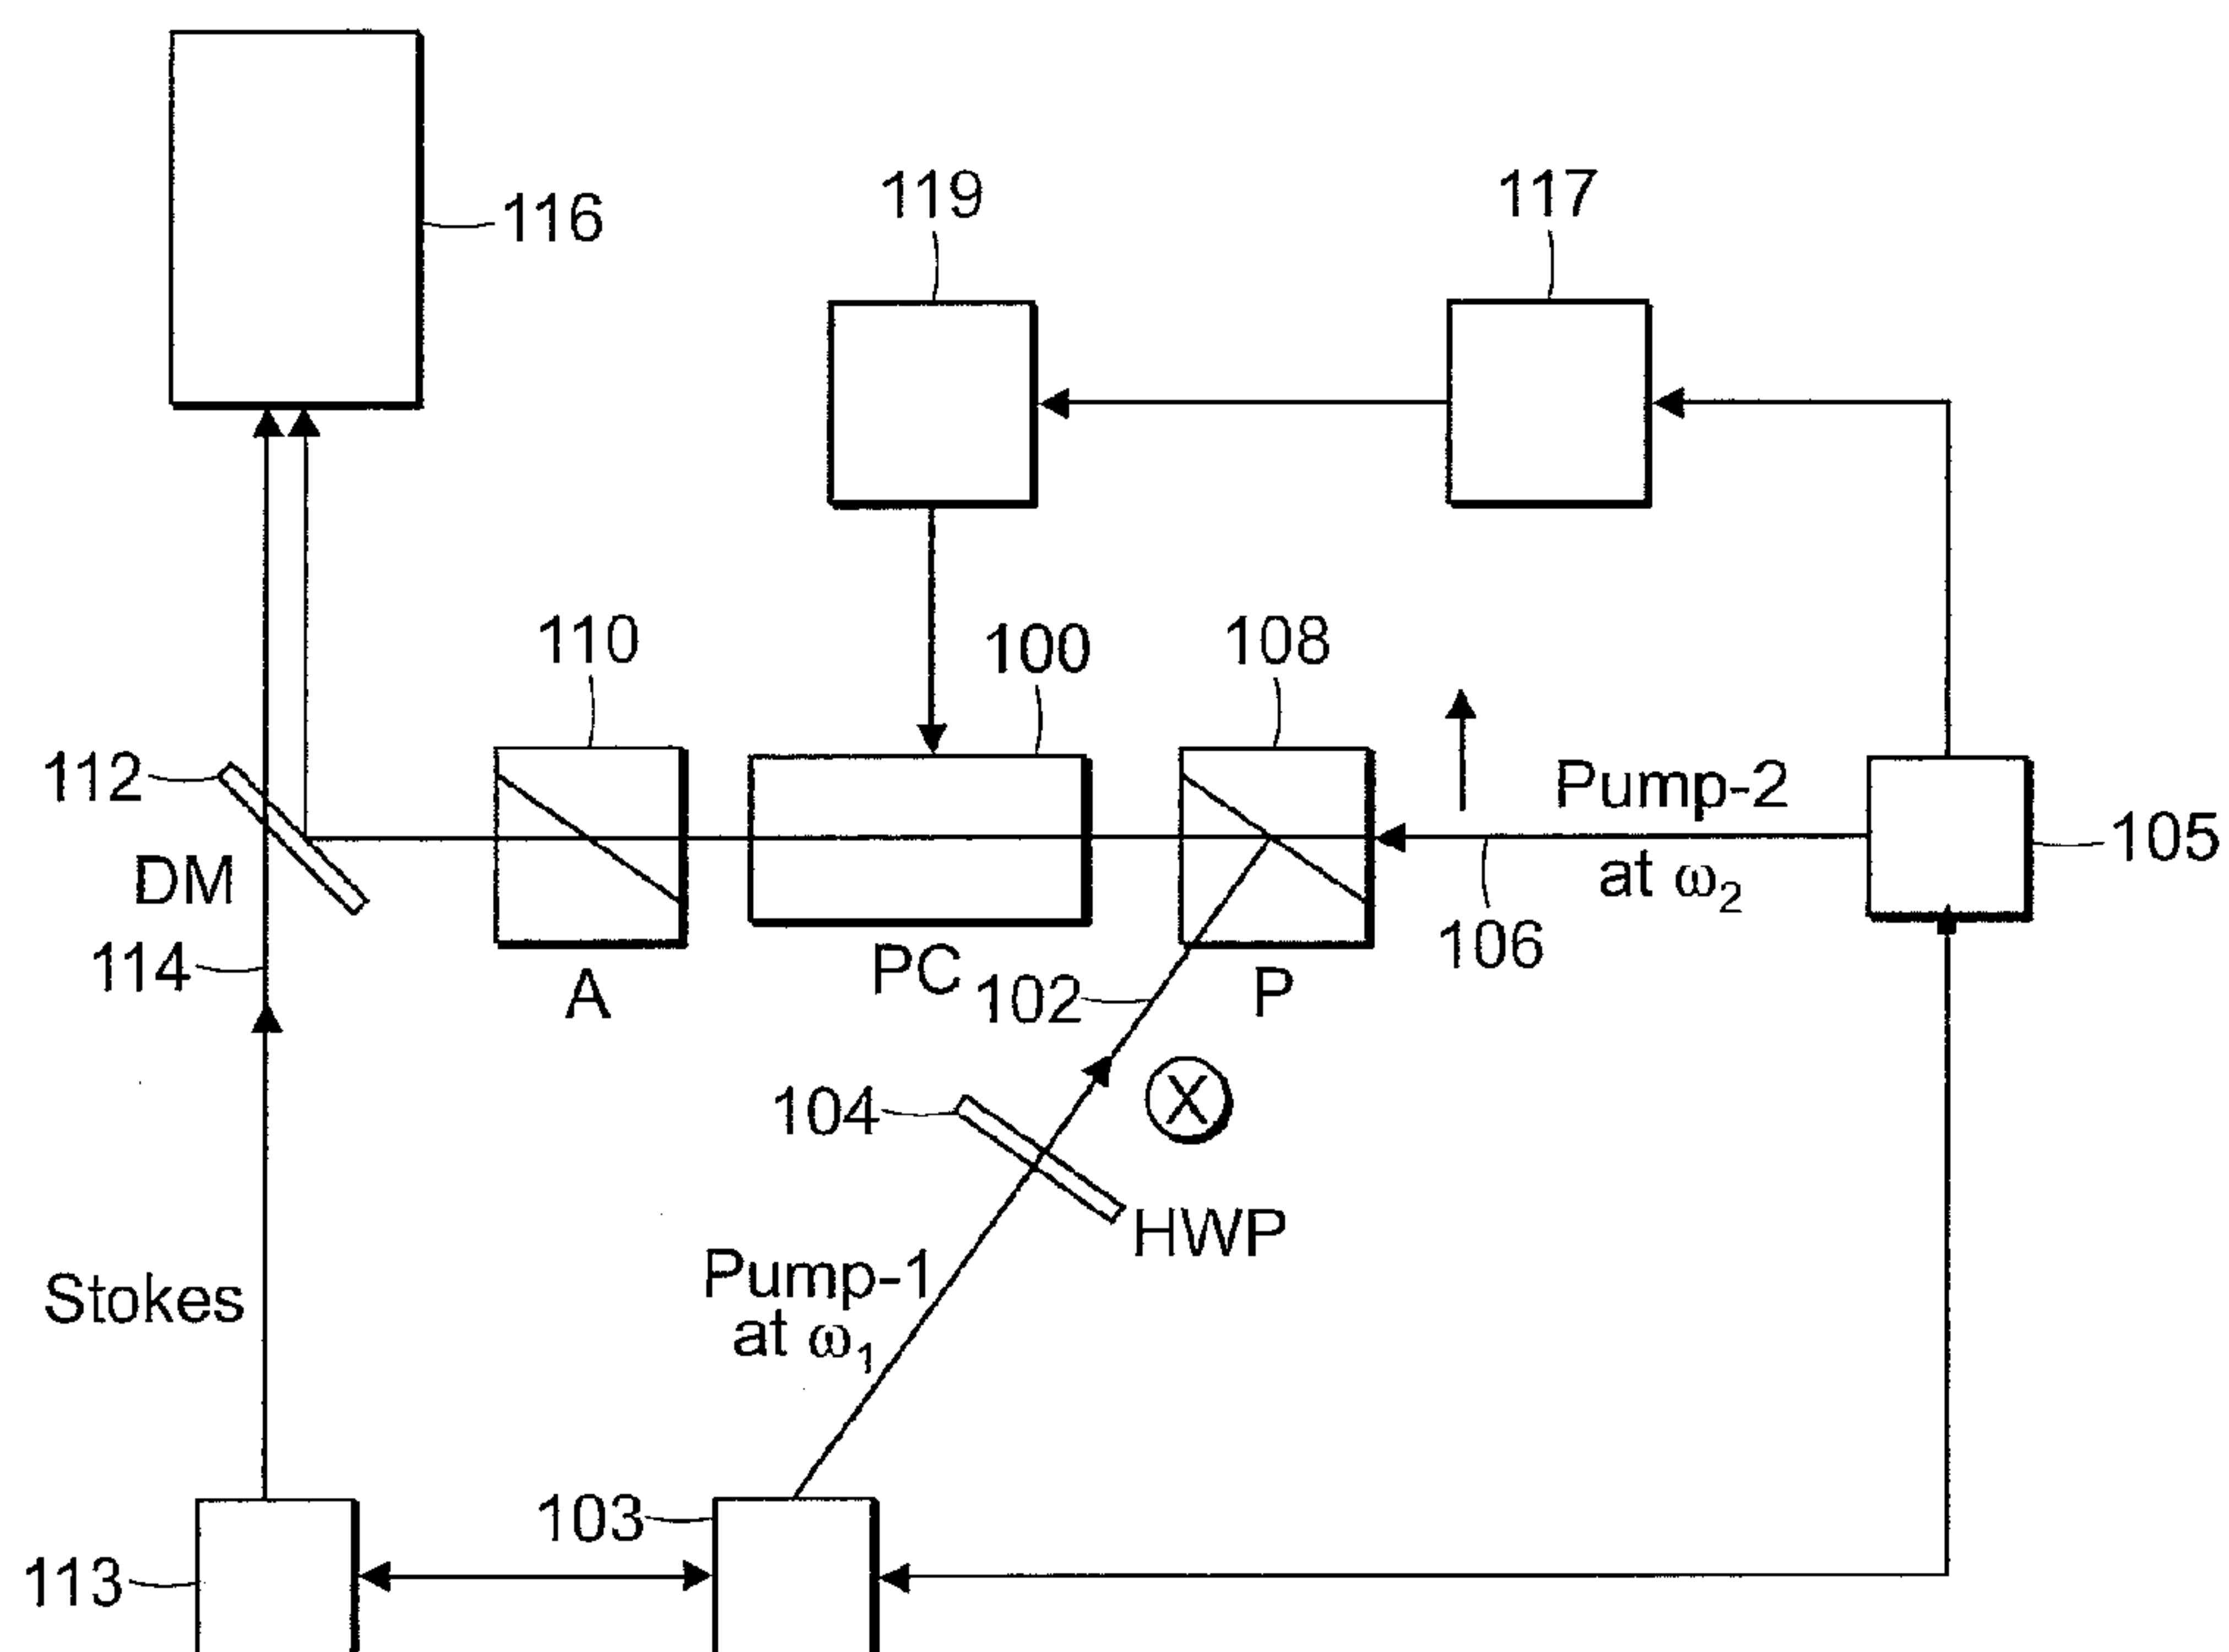 116
119
117
110
100
108
112
Pump-2
at ω₂
105
DM
106
114
A
PC
102
P
104
X
HWP
Pump-1
at ω₁
Stokes
103
113